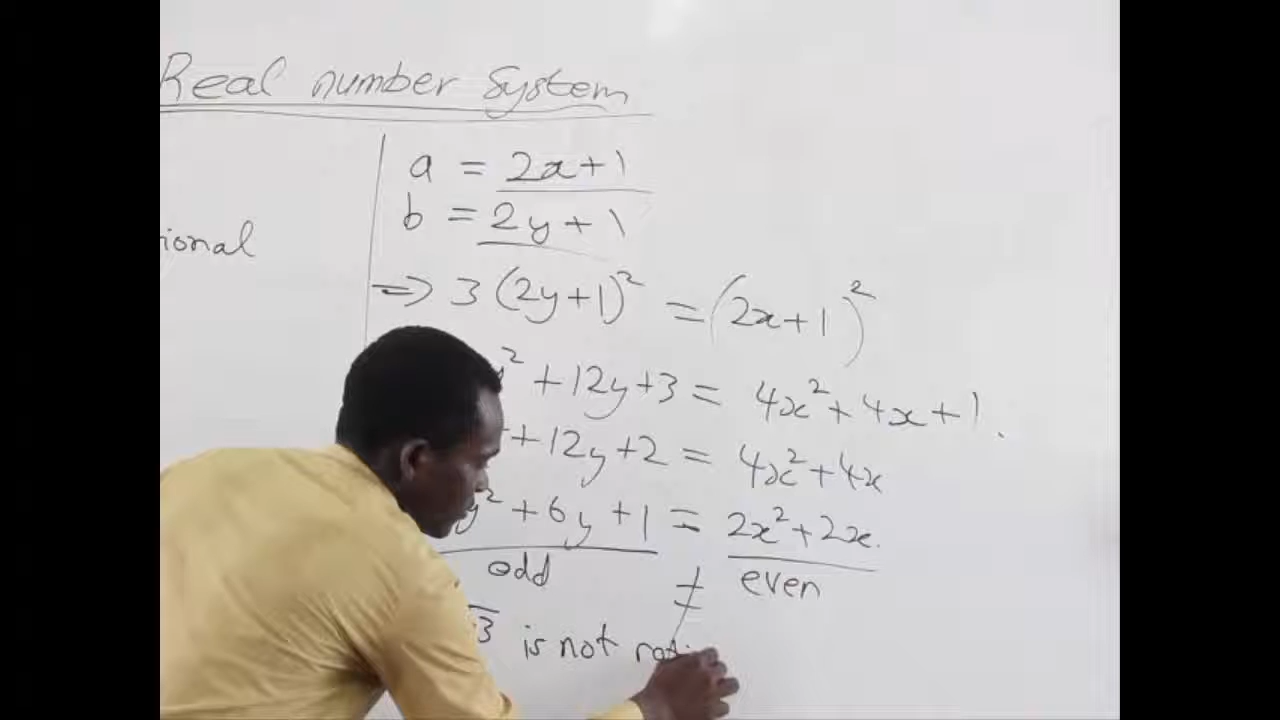 Real number System
a = 2x+1
b = 2y+1
ional
=> 3(2y+1)² = (2x+1)²
² + 12y+3 = 4x² + 4x + 1.
+ 12y+2 = 4x² + 4x
y² + 6y + 1 = 2x² + 2x.
odd ≠ even
√3 is not rati